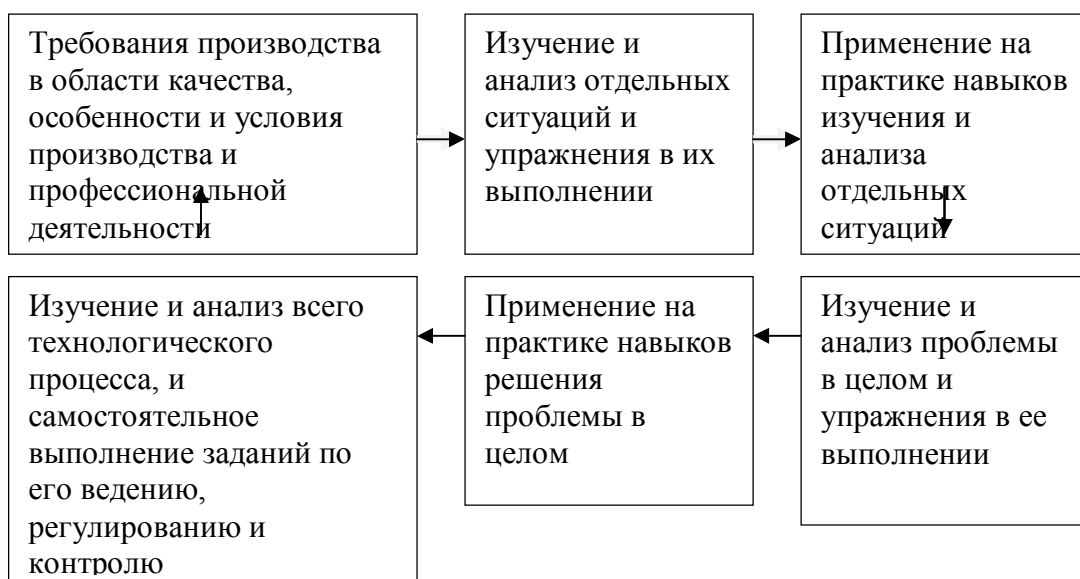 Требования производства
в области качества,
особенности и условия
производства и
профессиональной
деятельности
Изучение и
анализ отдельных
ситуаций и
упражнения в их
выполнении
Применение на
практике навыков
изучения и
анализа
отдельных
ситуаций
Изучение и
анализ проблемы
в целом и
упражнения в ее
выполнении
Применение на
практике навыков
решения
проблемы в
целом
Изучение и анализ всего
технологического
процесса, и
самостоятельное
выполнение заданий по
его ведению,
регулированию и
контролю